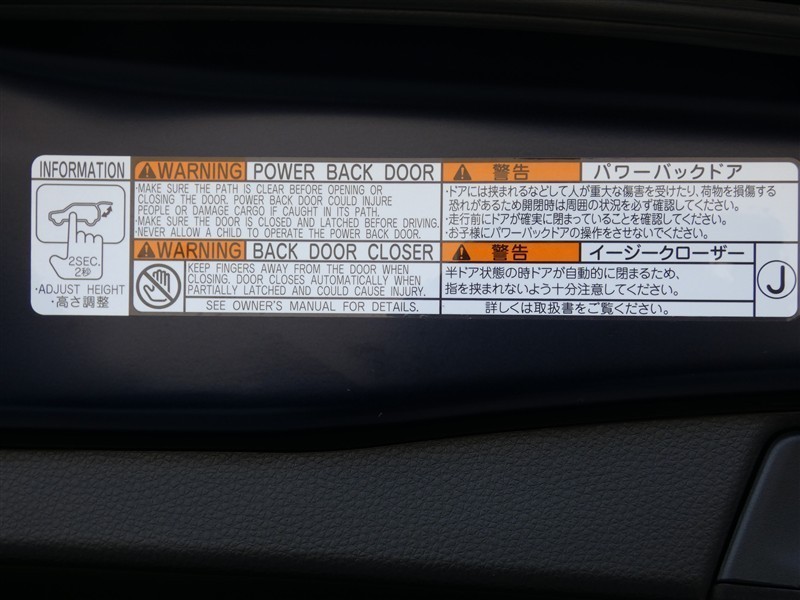 INFORMATION
2SEC.
2秒
·ADJUST HEIGHT
·高さ調整
WARNING POWER BACK DOOR
·MAKE SURE THE PATH IS CLEAR BEFORE OPENING OR
CLOSING THE DOOR. POWER BACK DOOR COULD INJURE
PEOPLE OR DAMAGE CARGO IF CAUGHT IN ITS PATH.
·MAKE SURE THE DOOR IS CLOSED AND LATCHED BEFORE DRIVING.
·NEVER ALLOW A CHILD TO OPERATE THE POWER BACK DOOR.
WARNING BACK DOOR CLOSER
KEEP FINGERS AWAY FROM THE DOOR WHEN
CLOSING. DOOR CLOSES AUTOMATICALLY WHEN
PARTIALLY LATCHED AND COULD CAUSE INJURY.
SEE OWNER'S MANUAL FOR DETAILS.
警告 パワーバックドア
·ドアには挟まれるなどして人が重大な傷害を受けたり、荷物を損傷する
恐れがあるため開閉時は周囲の状況を必ず確認してください。
·走行前にドアが確実に閉まっていることを確認してください。
·お子様にパワーバックドアの操作をさせないでください。
警告 イージークローザー
半ドア状態の時ドアが自動的に閉まるため、
指を挟まれないよう十分注意してください。
詳しくは取扱書をご覧ください。
J